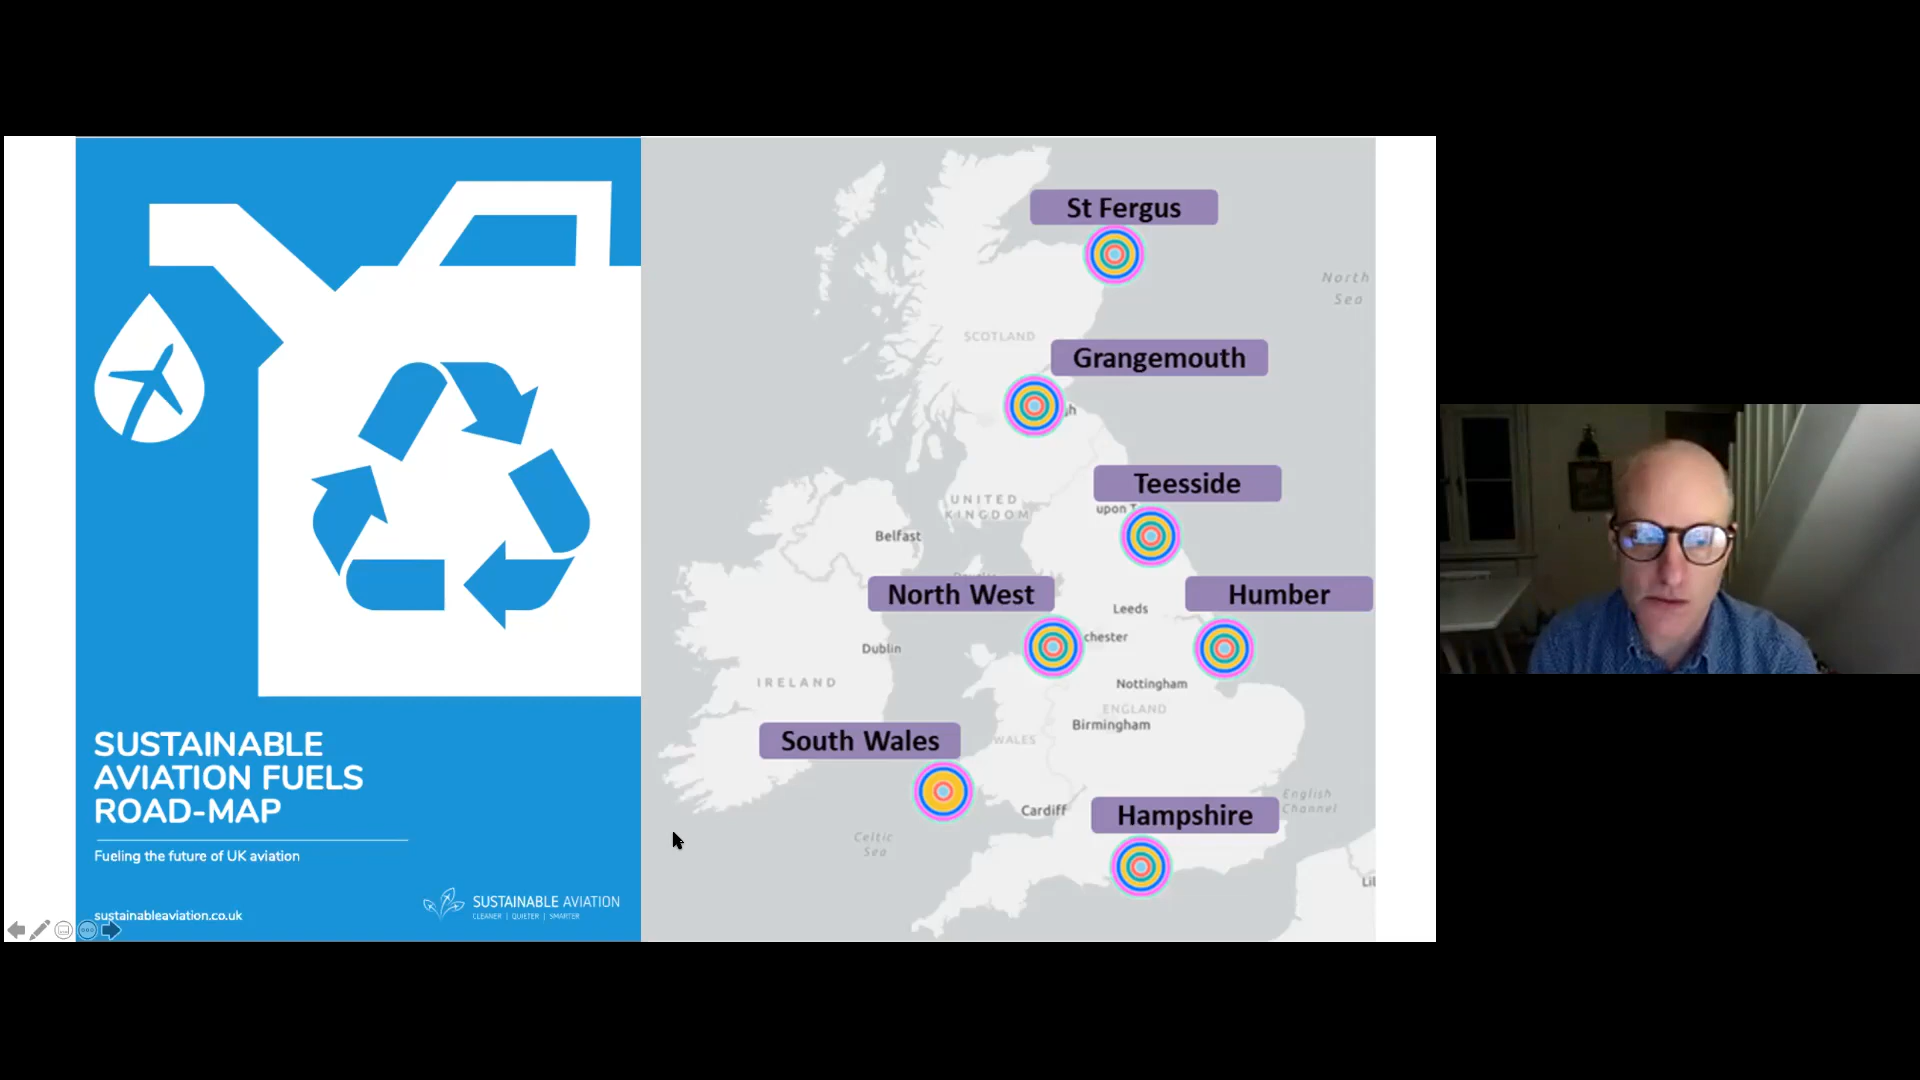 SUSTAINABLE
AVIATION FUELS
ROAD-MAP
Fueling the future of UK aviation
sustainableaviation.co.uk
SUSTAINABLE AVIATION
CLEANER | QUIETER | SMARTER
St Fergus
North
Sea
SCOTLAND
Grangemouth
gh
Teesside
UNITED
KINGDOM
upon T
Belfast
North West
Humber
Leeds
chester
Dublin
IRELAND
Nottingham
ENGLAND
Birmingham
South Wales
WALES
English
Channel
Cardiff
Hampshire
Celtic
Sea
Lil